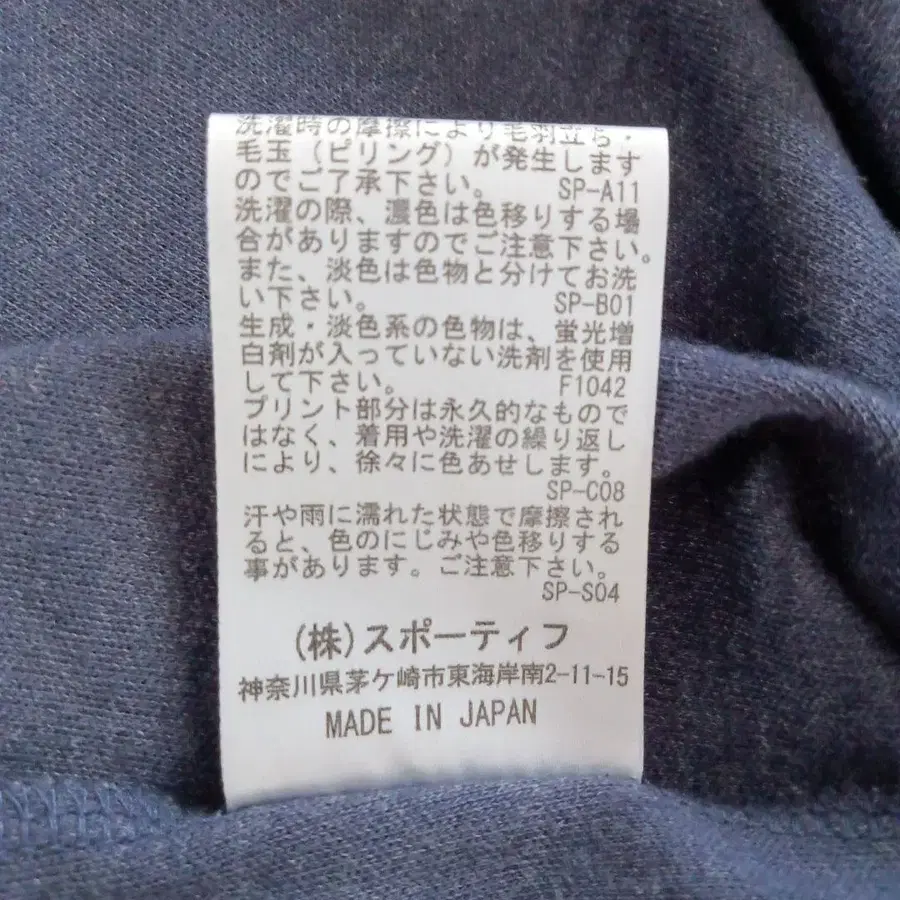 洗濯時の摩擦により毛羽立ち・
毛玉(ピリング)が発生します
のでご了承下さい。 SP-A11
洗濯の際、濃色は色移りする場
合がありますのでご注意下さい。
また、淡色は色物と分けてお洗
い下さい。 SP-B01
生成・淡色系の色物は、蛍光増
白剤が入っていない洗剤を使用
して下さい。 F1042
プリント部分は永久的なもので
はなく、着用や洗濯の繰り返し
により、徐々に色あせします。
SP-C08
汗や雨に濡れた状態で摩擦され
ると、色のにじみや色移りする
事があります。ご注意下さい。
SP-S04
(株)スポーティフ
神奈川県茅ケ崎市東海岸南2-11-15
MADE IN JAPAN